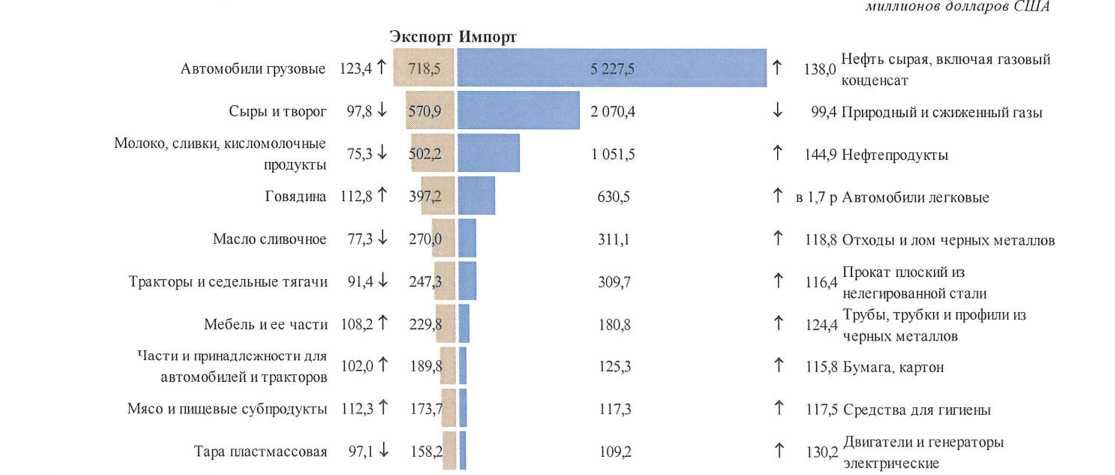 миллионов долларов США
Экспорт Импорт
Автомобили грузовые 123,4 ↑ 718,5 5 227,5 ↑ 138,0 Нефть сырая, включая газовый
конденсат
Сыры и творог 97,8 ↓ 570,9 2 070,4 ↓ 99,4 Природный и сжиженный газы
Молоко, сливки, кисломолочные
продукты 75,3 ↓ 502,2 1 051,5 ↑ 144,9 Нефтепродукты
Говядина 112,8 ↑ 397,2 630,5 ↑ в 1,7 р Автомобили легковые
Масло сливочное 77,3 ↓ 270,0 311,1 ↑ 118,8 Отходы и лом черных металлов
Тракторы и седельные тягачи 91,4 ↓ 247,3 309,7 ↑ 116,4 Прокат плоский из
нелегированной стали
Мебель и ее части 108,2 ↑ 229,8 180,8 ↑ 124,4 Трубы, трубки и профили из
черных металлов
Части и принадлежности для
автомобилей и тракторов 102,0 ↑ 189,8 125,3 ↑ 115,8 Бумага, картон
Мясо и пищевые субпродукты 112,3 ↑ 173,7 117,3 ↑ 117,5 Средства для гигиены
Тара пластмассовая 97,1 ↓ 158,2 109,2 ↑ 130,2 Двигатели и генераторы
электрические